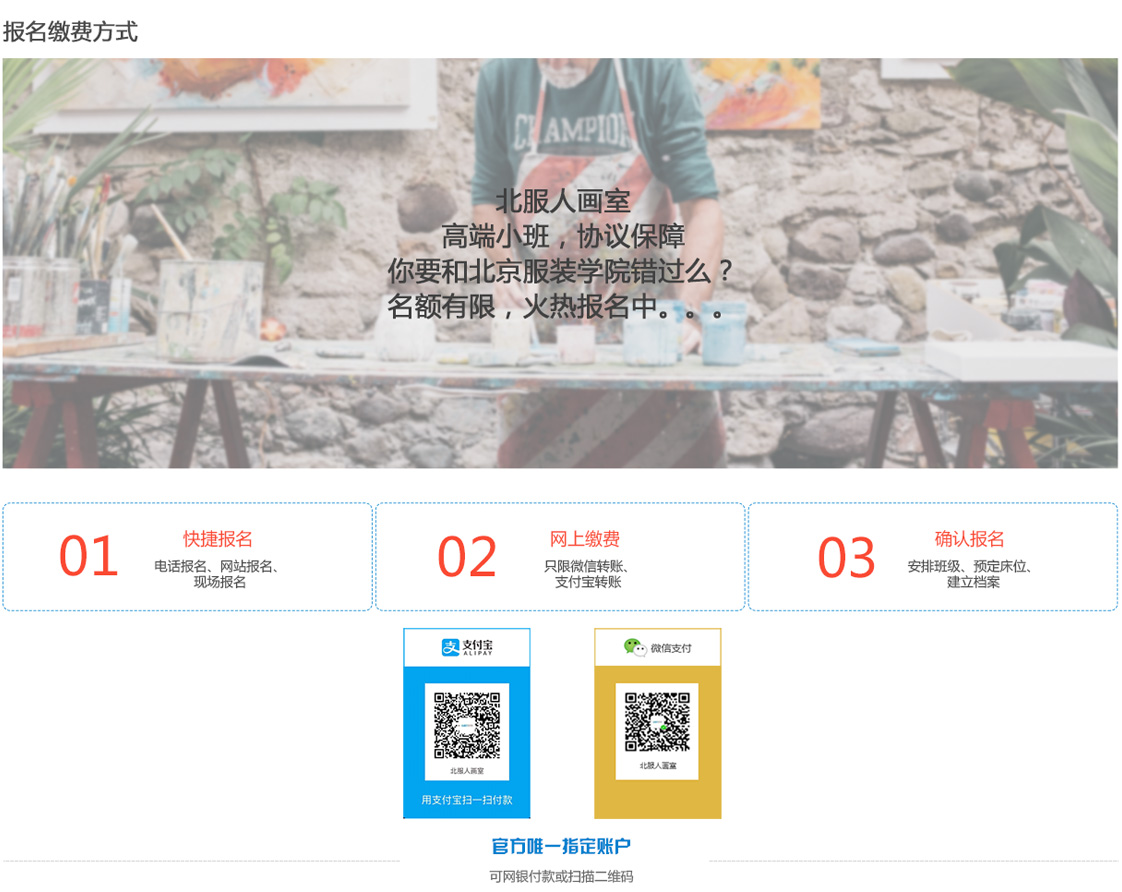 报名缴费方式
CHAMPION
北服人画室
高端小班，协议保障
你要和北京服装学院错过么？
名额有限，火热报名中。。。
01
快捷报名
电话报名、网站报名、
现场报名
02
网上缴费
只限微信转账、
支付宝转账
03
确认报名
安排班级、预定床位、
建立档案
支付宝
ALIPAY
北服人画室
用支付宝扫一扫付款
微信支付
北服人画室
官方唯一指定账户
可网银付款或扫描二维码